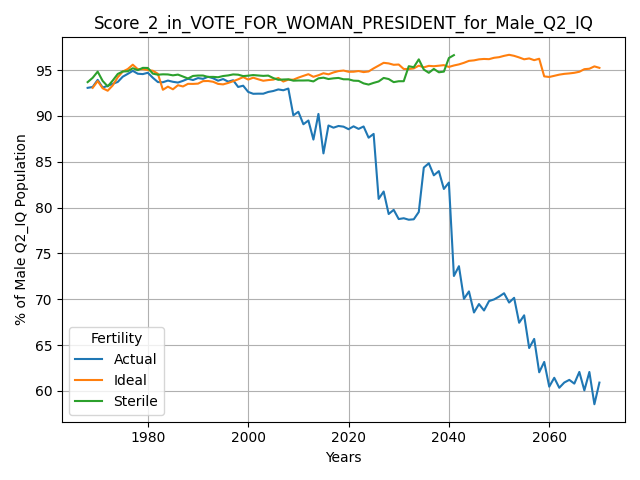 Score_2_in_VOTE_FOR_WOMAN_PRESIDENT_for_Male_Q2_IQ
% of Male Q2_IQ Population
95
90
85
80
75
70
65
60
Fertility
Actual
Ideal
Sterile
1980
2000
2020
2040
2060
Years